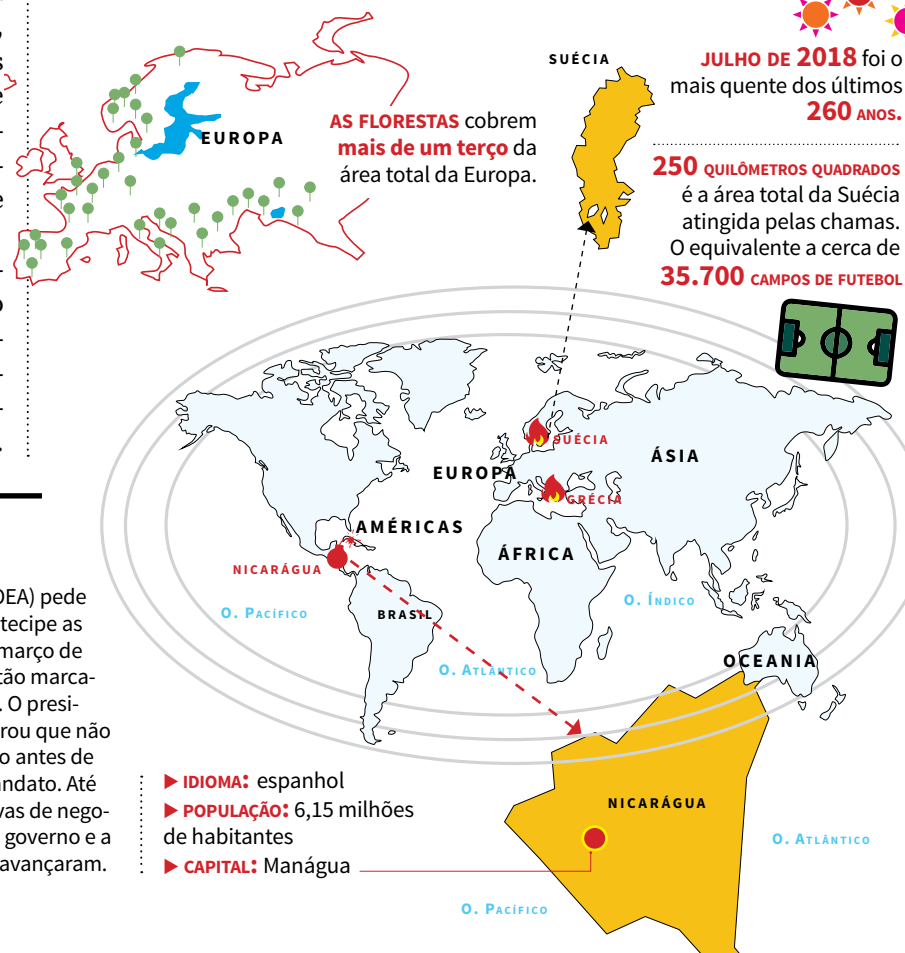 EUROPA
AS FLORESTAS cobrem
mais de um terço da
área total da Europa.
SUÉCIA
JULHO DE 2018 foi o
mais quente dos últimos
260 ANOS.
250 QUILÔMETROS QUADRADOS
é a área total da Suécia
atingida pelas chamas.
O equivalente a cerca de
35.700 CAMPOS DE FUTEBOL
SUÉCIA
EUROPA
GRÉCIA
ÁSIA
AMÉRICAS
ÁFRICA
NICARÁGUA
O. PACÍFICO
BRASIL
O. ÍNDICO
O. ATLÂNTICO
OCEANIA
OEA) pede
tecipe as
março de
tão marca-
. O presi-
rou que não
o antes de
ndato. Até
vas de nego-
governo e a
avançaram.
▶ IDIOMA: espanhol
▶ POPULAÇÃO: 6,15 milhões
de habitantes
▶ CAPITAL: Manágua
NICARÁGUA
O. ATLÂNTICO
O. PACÍFICO